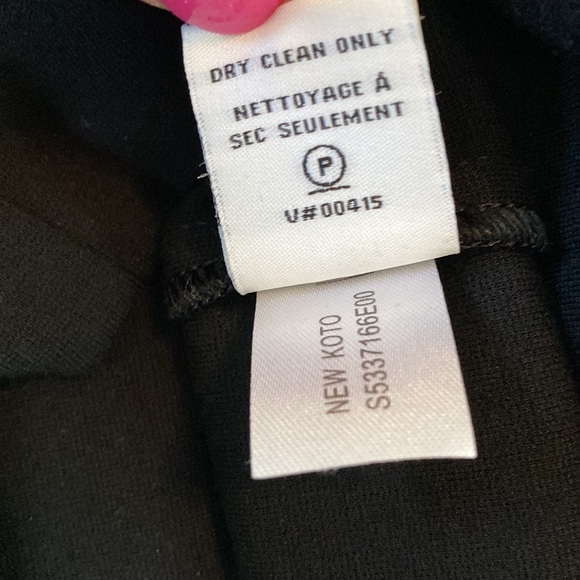 DRY CLEAN ONLY
NETTOYAGE Á
SEC SEULEMENT
P
V#00415
NEW KOTO
S5337166E00